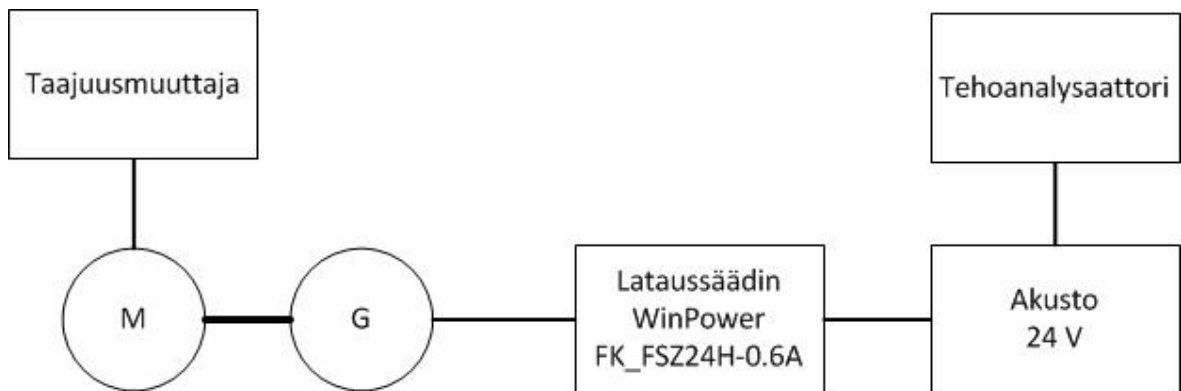 Taajuusmuuttaja
Tehoanalysaattori
M
G
Lataussäädin
WinPower
FK_FSZ24H-0.6A
Akusto
24 V